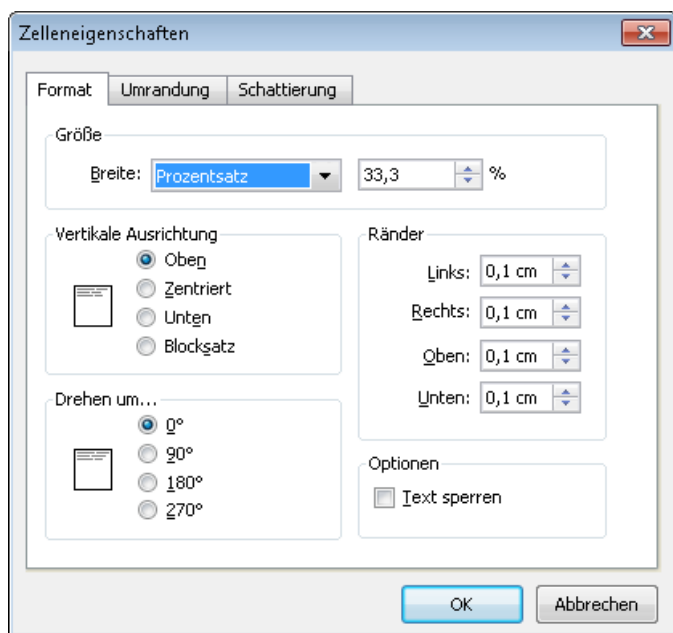 Zelleneigenschaften
Format Umrandung Schattierung
Größe
Breite: Prozentsatz 33,3 %
Vertikale Ausrichtung
Oben
Zentriert
Unten
Blocksatz
Ränder
Links: 0,1 cm
Rechts: 0,1 cm
Oben: 0,1 cm
Unten: 0,1 cm
Drehen um...
0°
90°
180°
270°
Optionen
Text sperren
OK Abbrechen